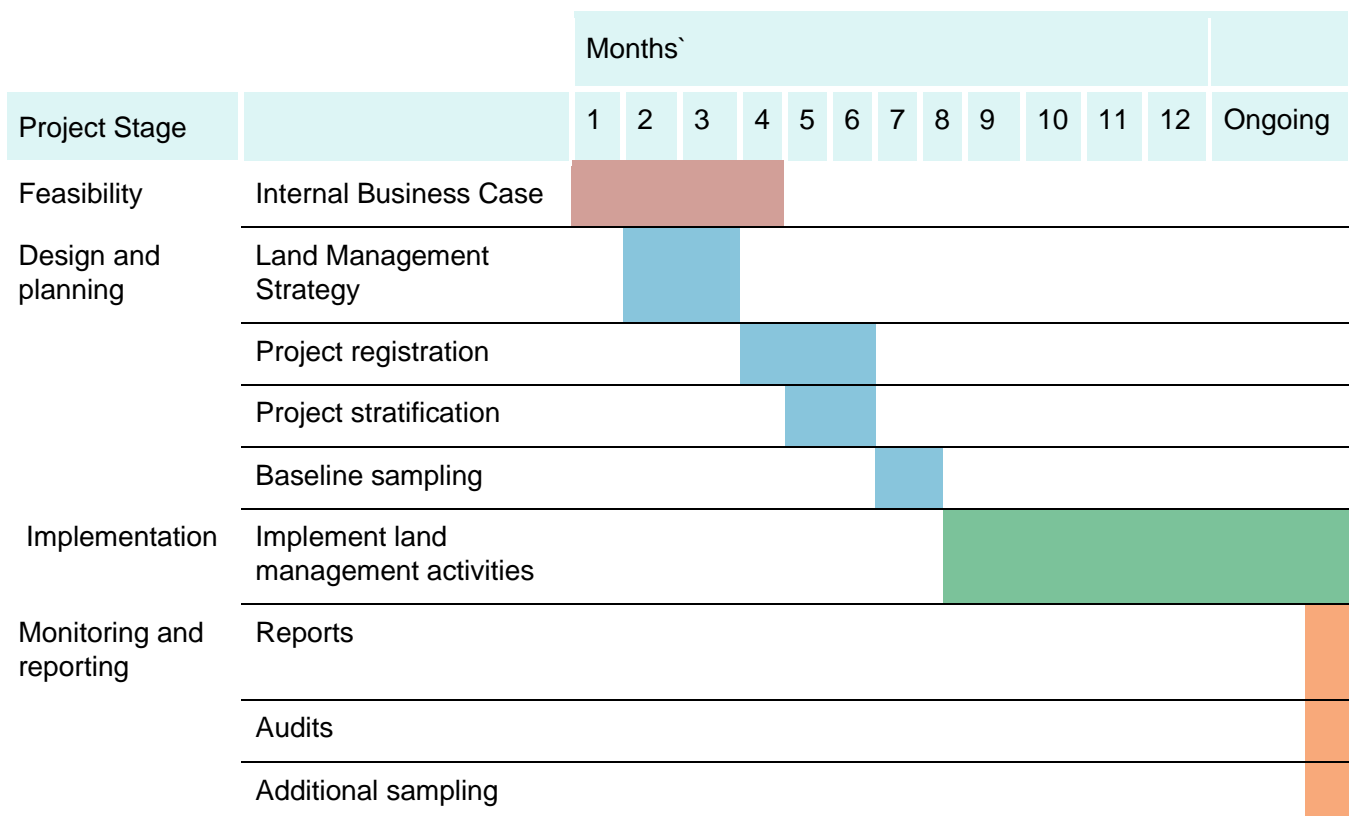 Months`
Project Stage 1 2 3 4 5 6 7 8 9 10 11 12 Ongoing
Feasibility Internal Business Case
Design and Land Management
planning Strategy
Project registration
Project stratification
Baseline sampling
Implementation Implement land
management activities
Monitoring and Reports
reporting
Audits
Additional sampling